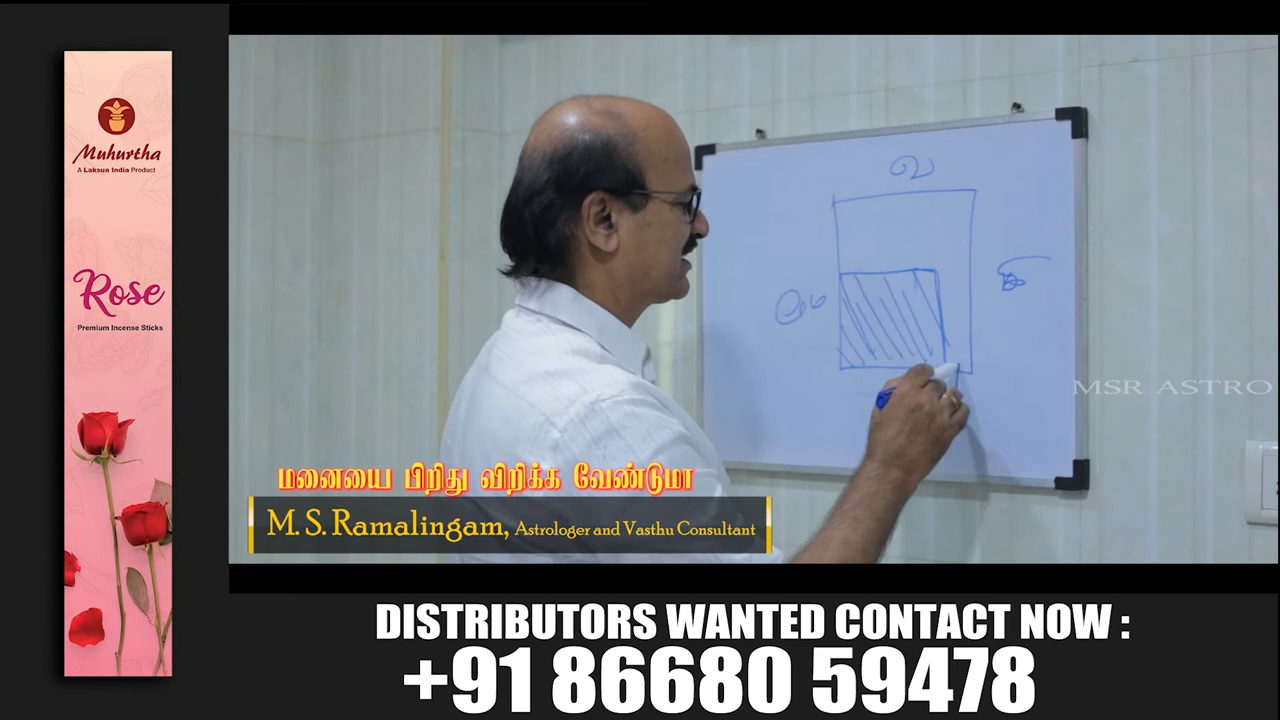 Muhurtha
A Laksun India Product
Rose
Premium Incense Sticks
வ
மே
கி
MSR ASTRO
மனையை பிறிது விறிக்க வேண்டுமா
M. S. Ramalingam, Astrologer and Vasthu Consultant
DISTRIBUTORS WANTED CONTACT NOW :
+91 86680 59478